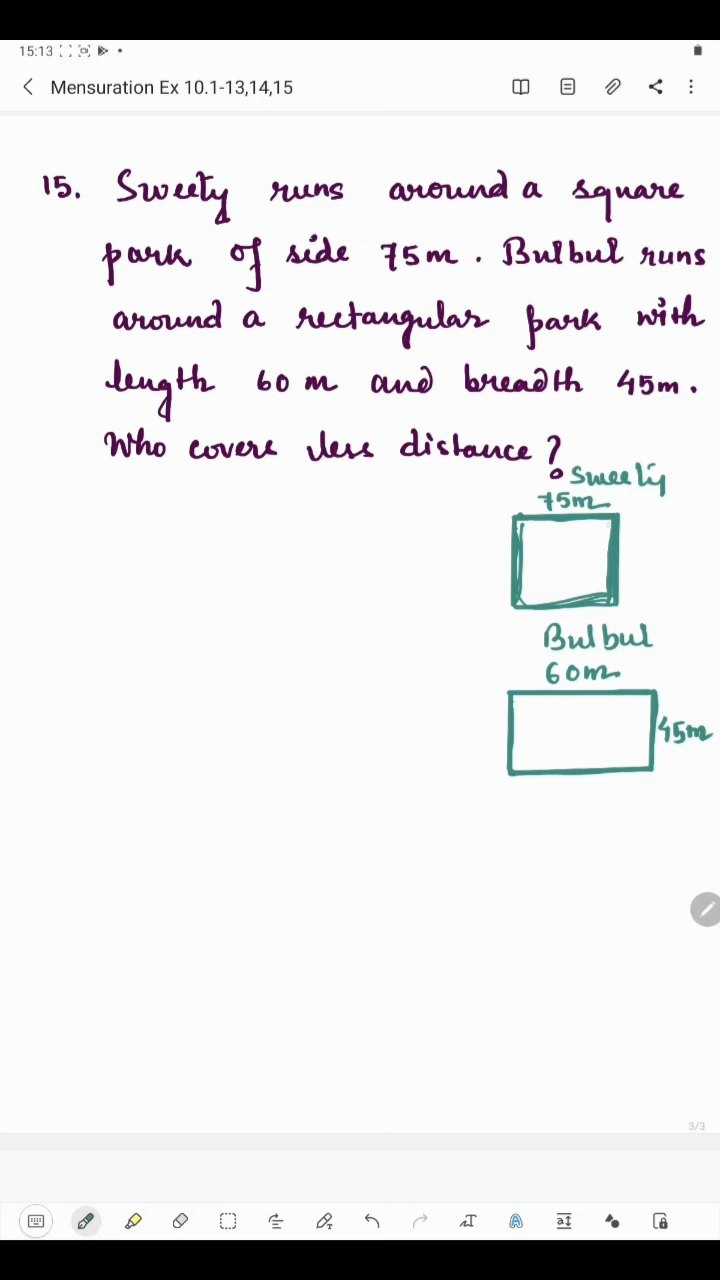 15:13
Mensuration Ex 10.1-13,14,15
15. Sweety runs around a square
park of side 75m. Bulbul runs
around a rectangular park with
length 60 m and breadth 45m.
Who covers less distance?
Sweety
75m
Bulbul
60m
45m
3/3